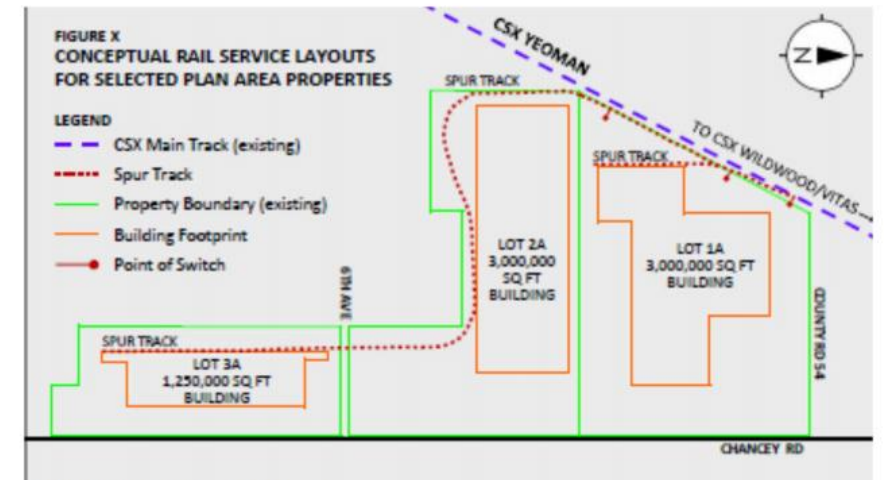 FIGURE X
CONCEPTUAL RAIL SERVICE LAYOUTS
FOR SELECTED PLAN AREA PROPERTIES
LEGEND
CSX Main Track (existing)
Spur Track
Property Boundary (existing)
Building Footprint
Point of Switch
CSX YEOMAN
SPUR TRACK
N
TO CSX WILDWOOD/VITAS
SPUR TRACK
LOT 2A
3,000,000
SQ FT
BUILDING
LOT 1A
3,000,000 SQ FT
BUILDING
6TH AVE
COUNTY RD 54
SPUR TRACK
LOT 3A
1,250,000 SQ FT
BUILDING
CHANCEY RD